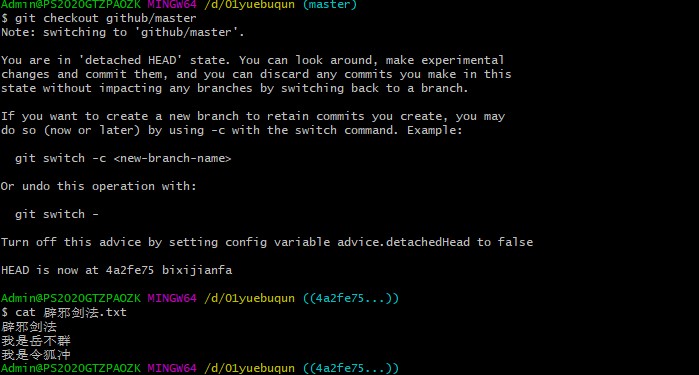 Admin@PS2020GTZPAOZK MINGW64 /d/01yuebuqun (master)
$ git checkout github/master
Note: switching to 'github/master'.

You are in 'detached HEAD' state. You can look around, make experimental
changes and commit them, and you can discard any commits you make in this
state without impacting any branches by switching back to a branch.

If you want to create a new branch to retain commits you create, you may
do so (now or later) by using -c with the switch command. Example:

  git switch -c <new-branch-name>

Or undo this operation with:

  git switch -

Turn off this advice by setting config variable advice.detachedHead to false

HEAD is now at 4a2fe75 bixijianfa

Admin@PS2020GTZPAOZK MINGW64 /d/01yuebuqun ((4a2fe75...))
$ cat 辟邪剑法.txt
辟邪剑法
我是岳不群
我是令狐冲
Admin@PS2020GTZPAOZK MINGW64 /d/01yuebuqun ((4a2fe75...))